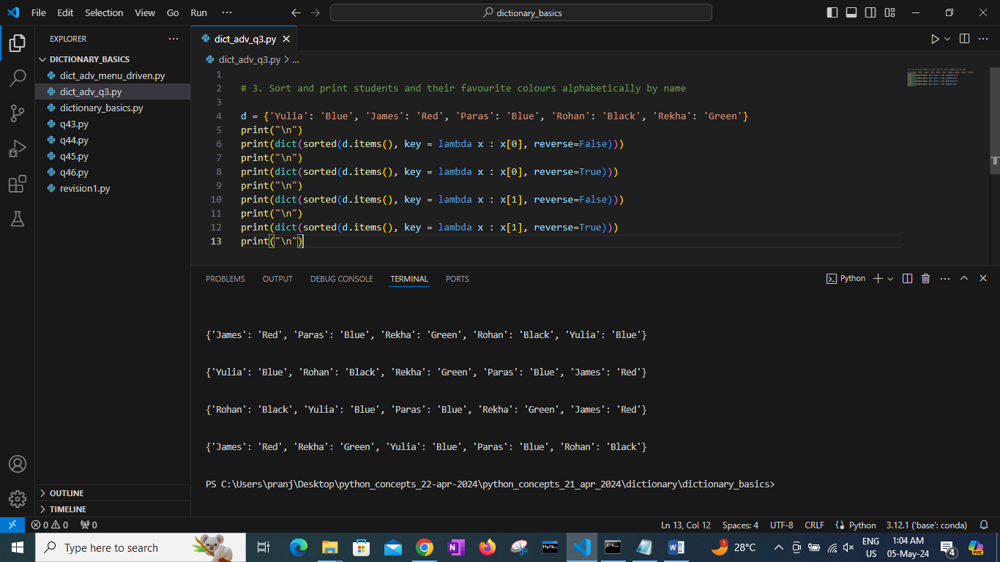 File Edit Selection View Go Run ··· dictionary_basics
EXPLORER ···
DICTIONARY_BASICS
dict_adv_menu_driven.py
dict_adv_q3.py
dictionary_basics.py
q43.py
q44.py
q45.py
q46.py
revision1.py
OUTLINE
TIMELINE
dict_adv_q3.py
dict_adv_q3.py > ...
1
2 # 3. Sort and print students and their favourite colours alphabetically by name
3
4 d = {'Yulia': 'Blue', 'James': 'Red', 'Paras': 'Blue', 'Rohan': 'Black', 'Rekha': 'Green'}
5 print("\n")
6 print(dict(sorted(d.items(), key = lambda x : x[0], reverse=False)))
7 print("\n")
8 print(dict(sorted(d.items(), key = lambda x : x[0], reverse=True)))
9 print("\n")
10 print(dict(sorted(d.items(), key = lambda x : x[1], reverse=False)))
11 print("\n")
12 print(dict(sorted(d.items(), key = lambda x : x[1], reverse=True)))
13 print("\n")
PROBLEMS OUTPUT DEBUG CONSOLE TERMINAL PORTS Python
{'James': 'Red', 'Paras': 'Blue', 'Rekha': 'Green', 'Rohan': 'Black', 'Yulia': 'Blue'}
{'Yulia': 'Blue', 'Rohan': 'Black', 'Rekha': 'Green', 'Paras': 'Blue', 'James': 'Red'}
{'Rohan': 'Black', 'Yulia': 'Blue', 'Paras': 'Blue', 'Rekha': 'Green', 'James': 'Red'}
{'James': 'Red', 'Rekha': 'Green', 'Yulia': 'Blue', 'Paras': 'Blue', 'Rohan': 'Black'}
PS C:\Users\pranj\Desktop\python_concepts_22-apr-2024\python_concepts_21_apr_2024\dictionary\dictionary_basics>
0 0 0 Ln 13, Col 12 Spaces: 4 UTF-8 CRLF Python 3.12.1 ('base': conda)
Type here to search 1 28°C ENG US 1:04 AM 05-May-24 4 PRE